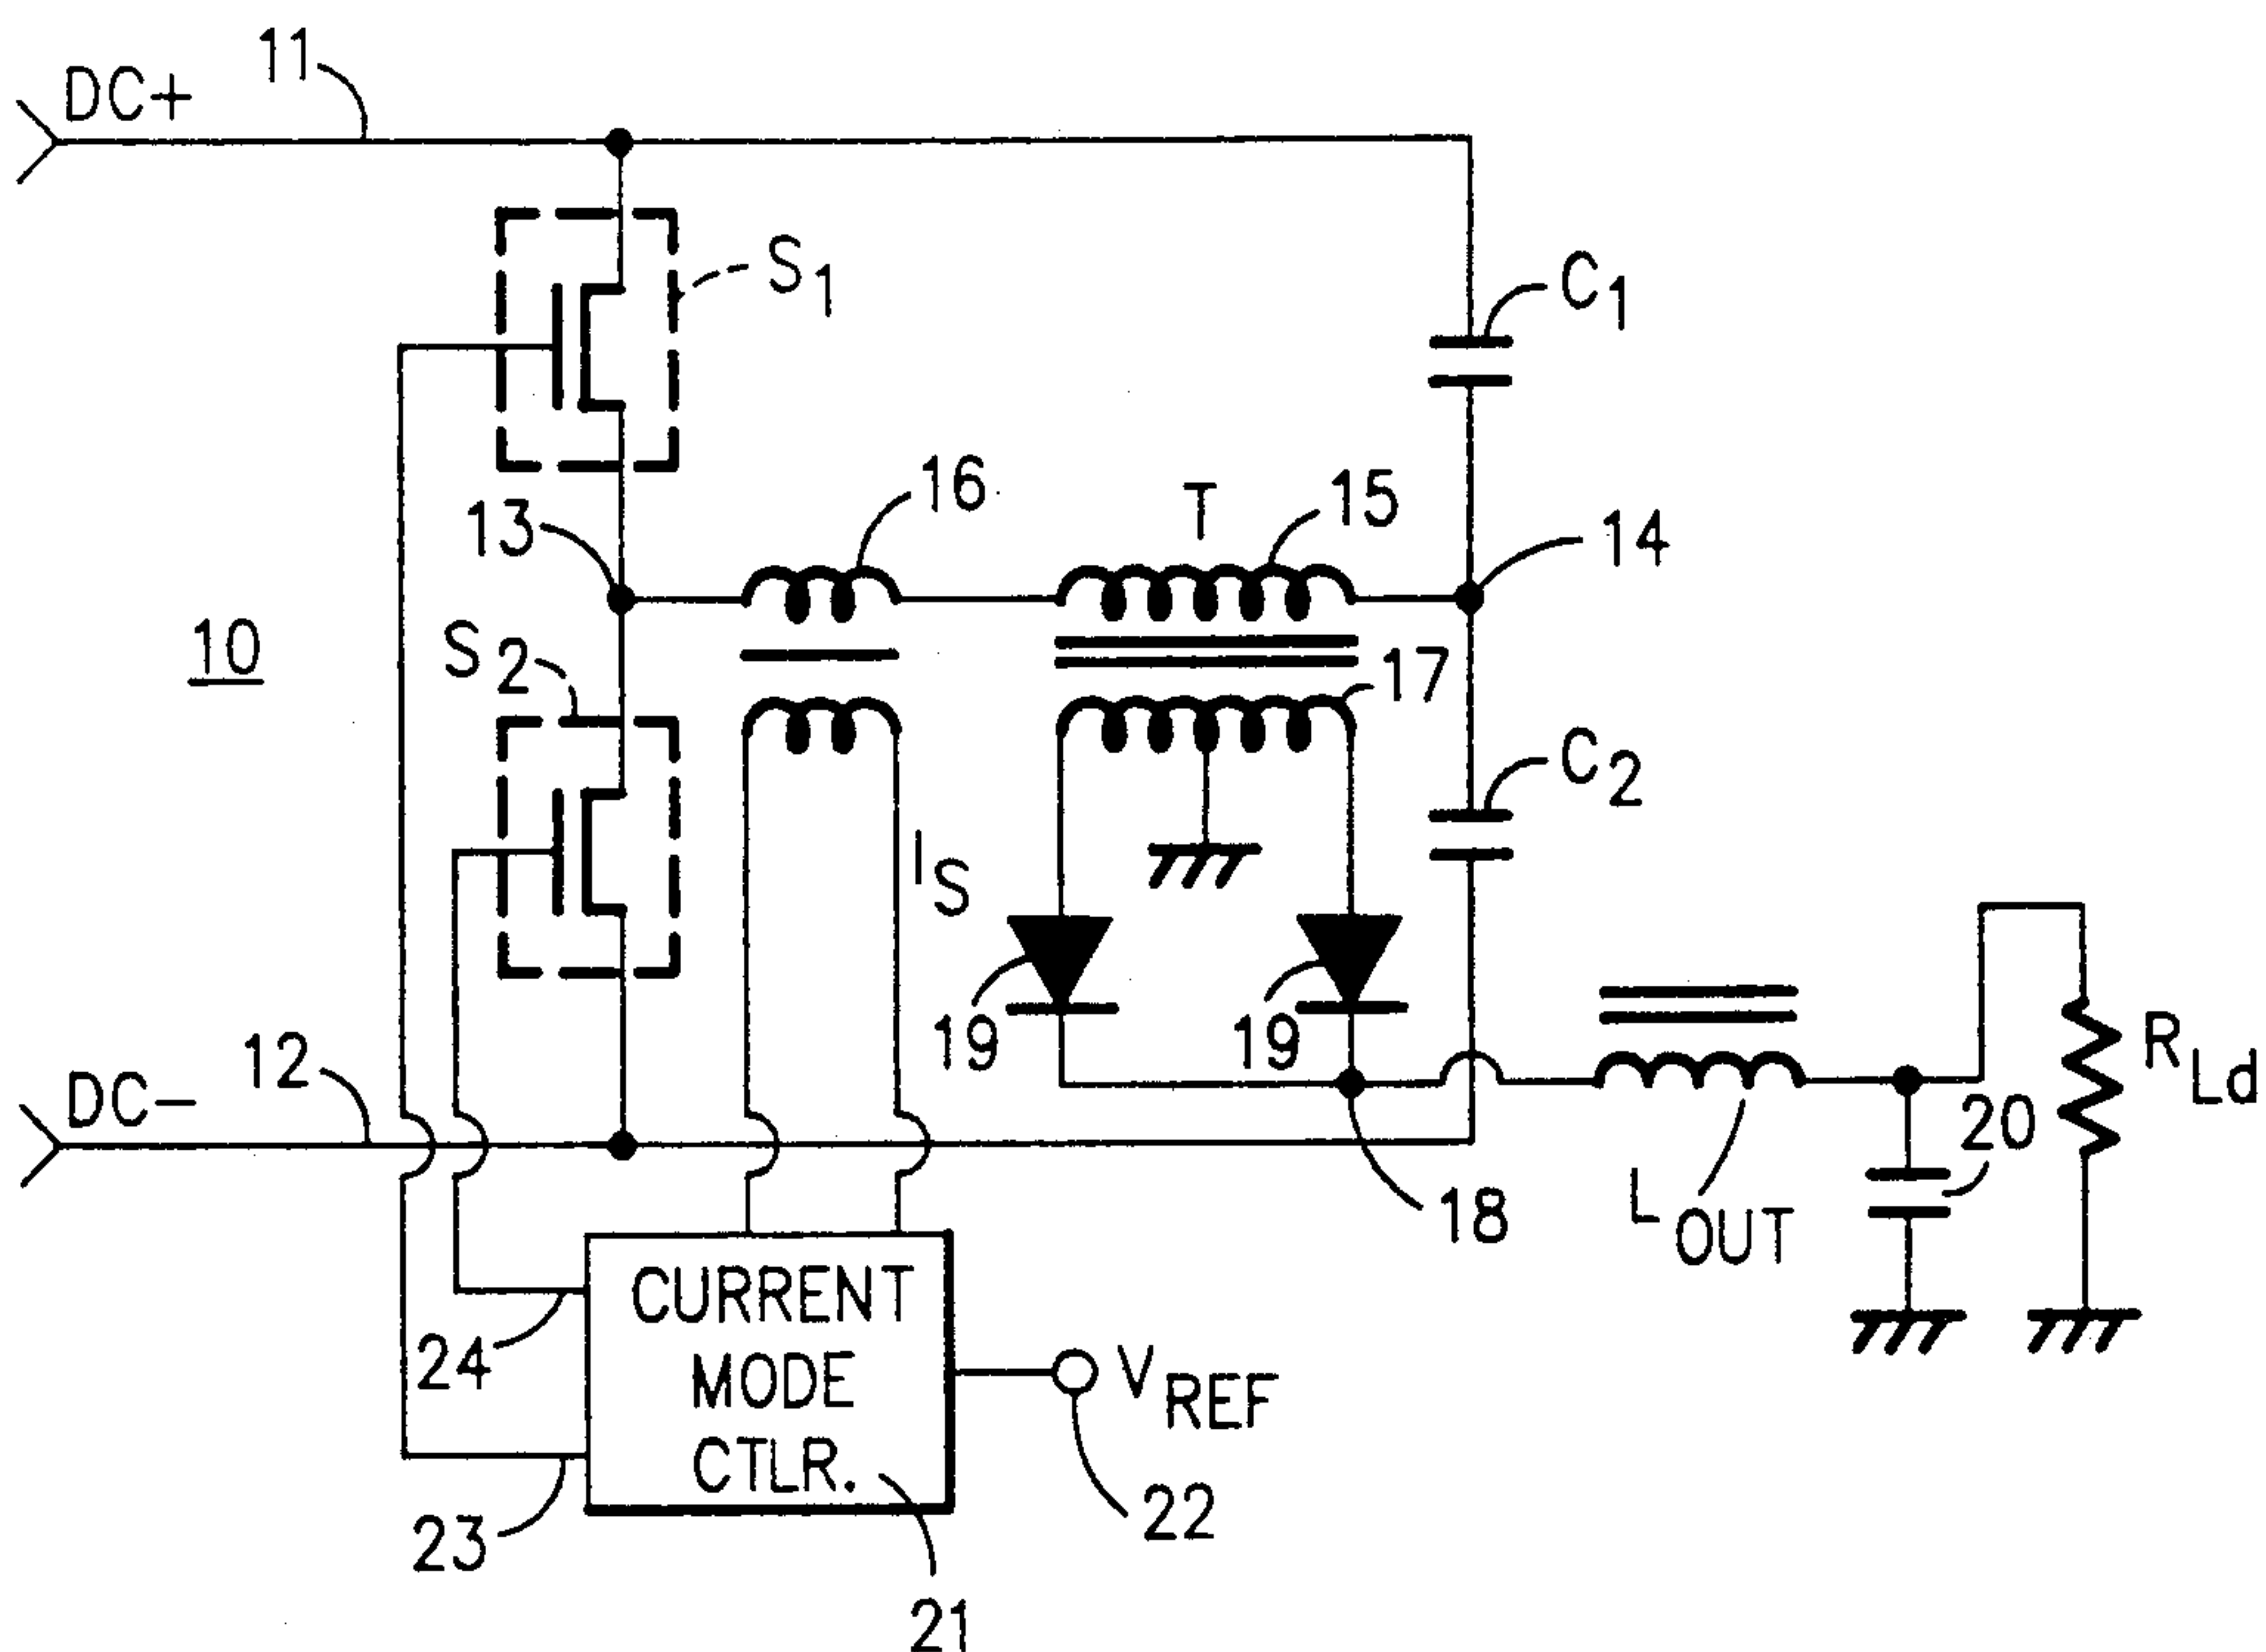 11
DC+
S1
C1
16
T
15
13
14
10
S2
17
C2
IS
19
19
12
DC-
RLd
20
18
LOUT
CURRENT
MODE
CTLR.
24
VREF
23
22
21